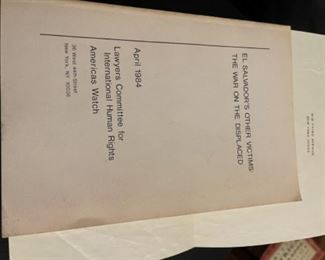 EL SALVADOR'S OTHER VICTIMS:
THE WAR ON THE DISPLACED
April 1984
Lawyers Committee for
International Human Rights
Americas Watch
36 West 44th Street
New York, NY 10036